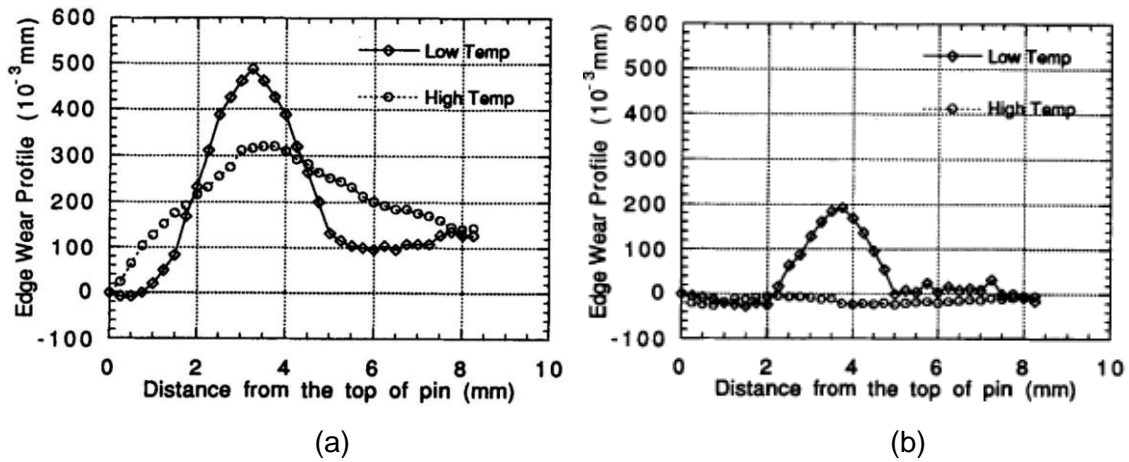 600
500
400
300
200
100
0
-100
Edge Wear Profile (10⁻³mm)
Low Temp
High Temp
0 2 4 6 8 10
Distance from the top of pin (mm)
(a)
600
500
400
300
200
100
0
-100
Edge Wear Profile (10⁻³mm)
Low Temp
High Temp
0 2 4 6 8 10
Distance from the top of pin (mm)
(b)